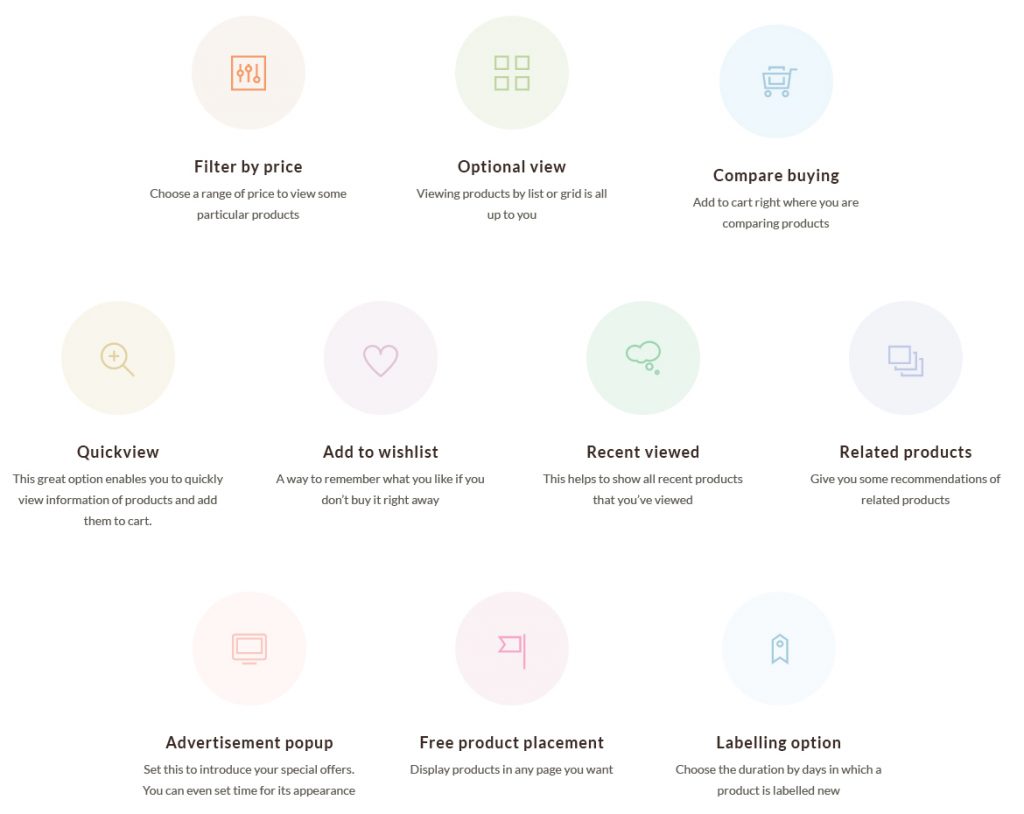 Filter by price
Choose a range of price to view some
particular products
Optional view
Viewing products by list or grid is all
up to you
Compare buying
Add to cart right where you are
comparing products
Quickview
This great option enables you to quickly
view information of products and add
them to cart.
Add to wishlist
A way to remember what you like if you
don’t buy it right away
Recent viewed
This helps to show all recent products
that you’ve viewed
Related products
Give you some recommendations of
related products
Advertisement popup
Set this to introduce your special offers.
You can even set time for its appearance
Free product placement
Display products in any page you want
Labelling option
Choose the duration by days in which a
product is labelled new